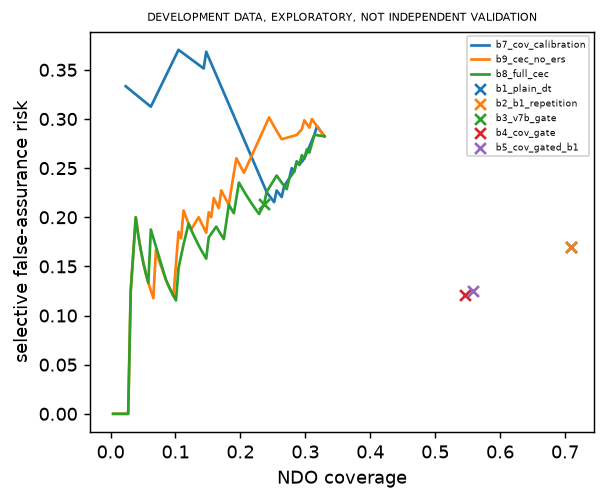 DEVELOPMENT DATA, EXPLORATORY, NOT INDEPENDENT VALIDATION
b7_cov_calibration
b9_cec_no_ers
b8_full_cec
b1_plain_dt
b2_b1_repetition
b3_v7b_gate
b4_cov_gate
b5_cov_gated_b1
selective false-assurance risk
0.35
0.30
0.25
0.20
0.15
0.10
0.05
0.00
0.0 0.1 0.2 0.3 0.4 0.5 0.6 0.7
NDO coverage